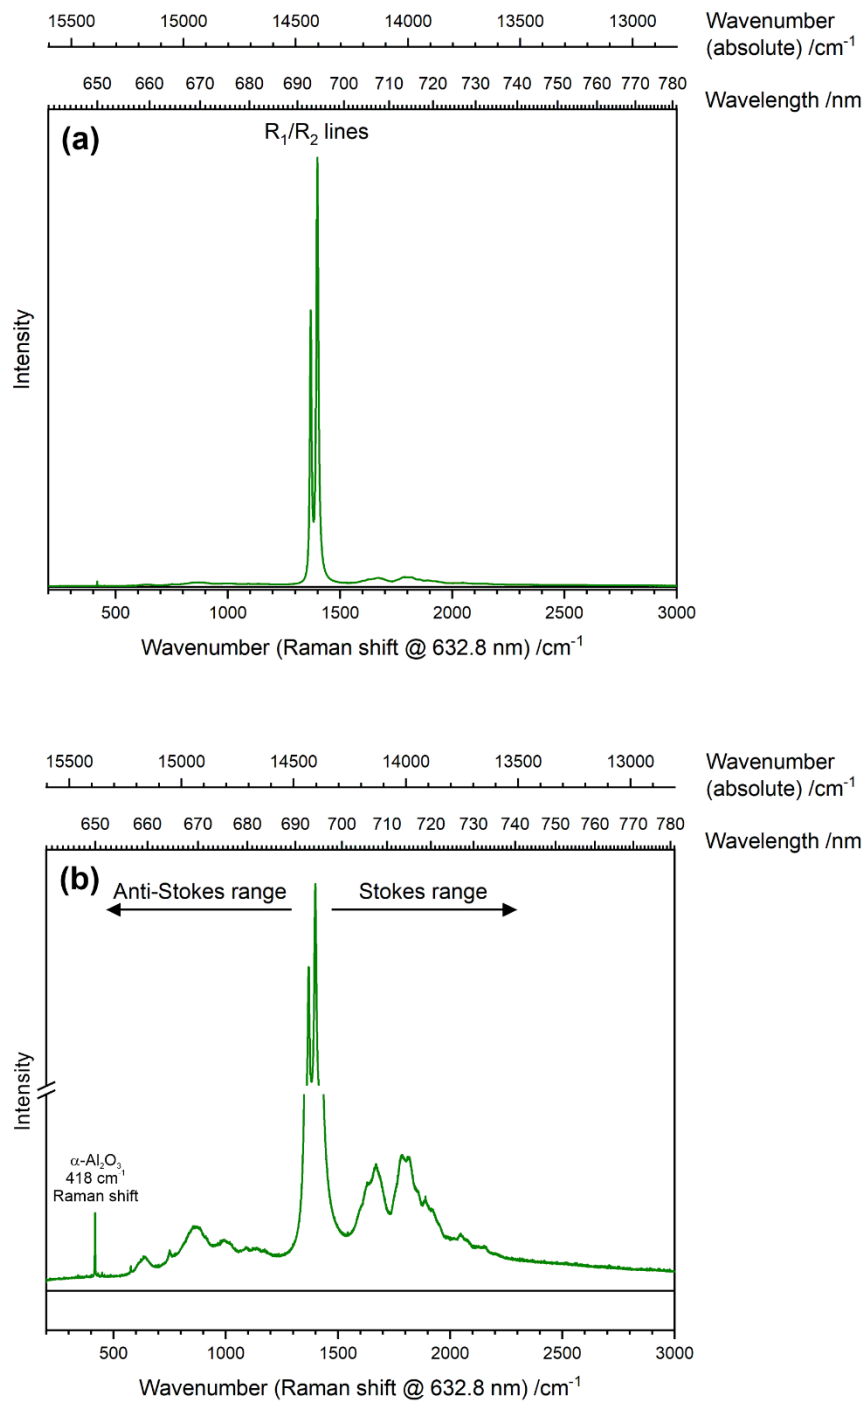 15500 15000 14500 14000 13500 13000
Wavenumber
(absolute) /cm⁻¹
650 660 670 680 690 700 710 720 730 740 750 760 770 780
Wavelength /nm
(a)
R₁/R₂ lines
Intensity
500 1000 1500 2000 2500 3000
Wavenumber (Raman shift @ 632.8 nm) /cm⁻¹
15500 15000 14500 14000 13500 13000
Wavenumber
(absolute) /cm⁻¹
650 660 670 680 690 700 710 720 730 740 750 760 770 780
Wavelength /nm
(b)
Anti-Stokes range
Stokes range
Intensity
α-Al₂O₃
418 cm⁻¹
Raman shift
500 1000 1500 2000 2500 3000
Wavenumber (Raman shift @ 632.8 nm) /cm⁻¹